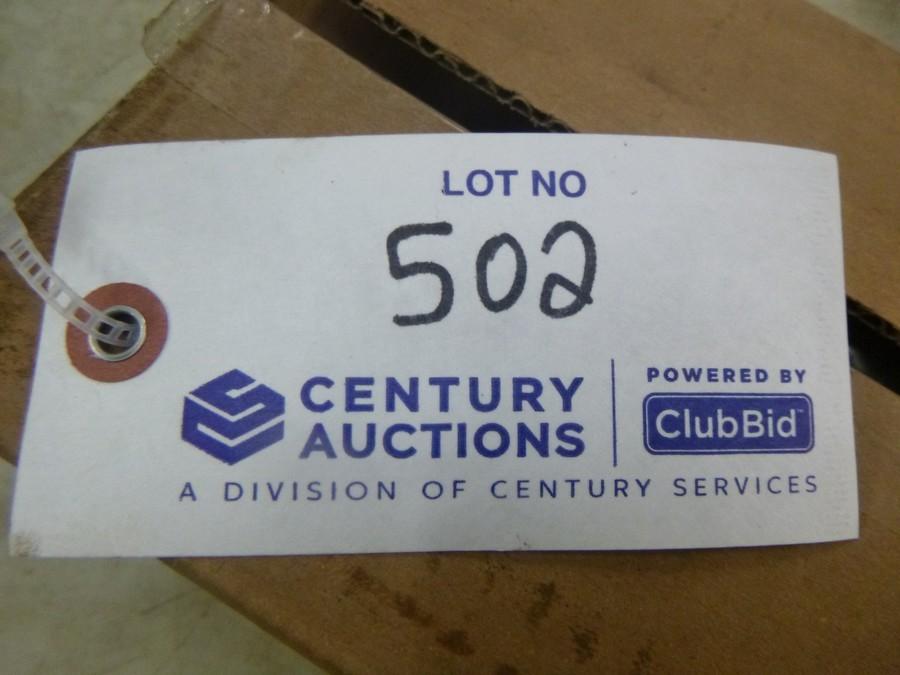 LOT NO
502
CENTURY
AUCTIONS
POWERED BY
ClubBid™
A DIVISION OF CENTURY SERVICES